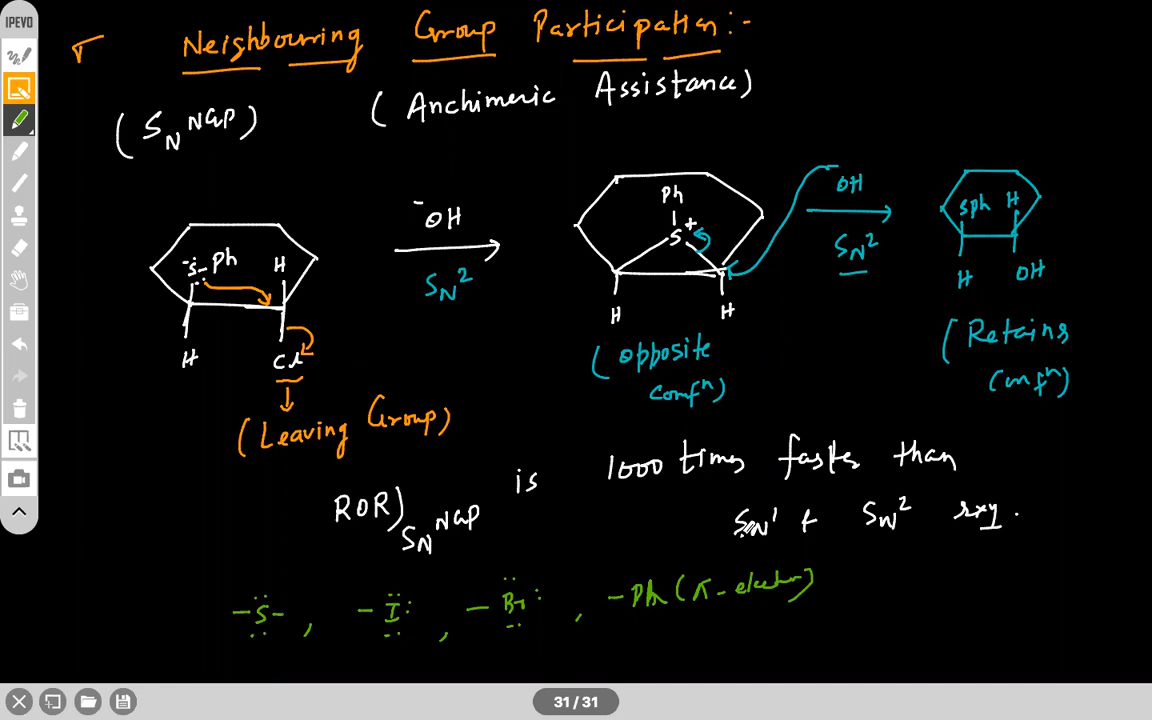 IPEVO
Neighbouring Group Participation :-
(Anchimeric Assistance)
(SN NGP)
-S-Ph H
H Cl
(Leaving Group)
-OH
SN2
Ph
S+
H H
(opposite confn)
OH
SN2
Sph H
H OH
(Retains confn)
ROR)SN NGP is 1000 times faster than
SN1 + SN2 rxn.
-S-, -I:, -Br:, -Ph (π-electron)
31/31